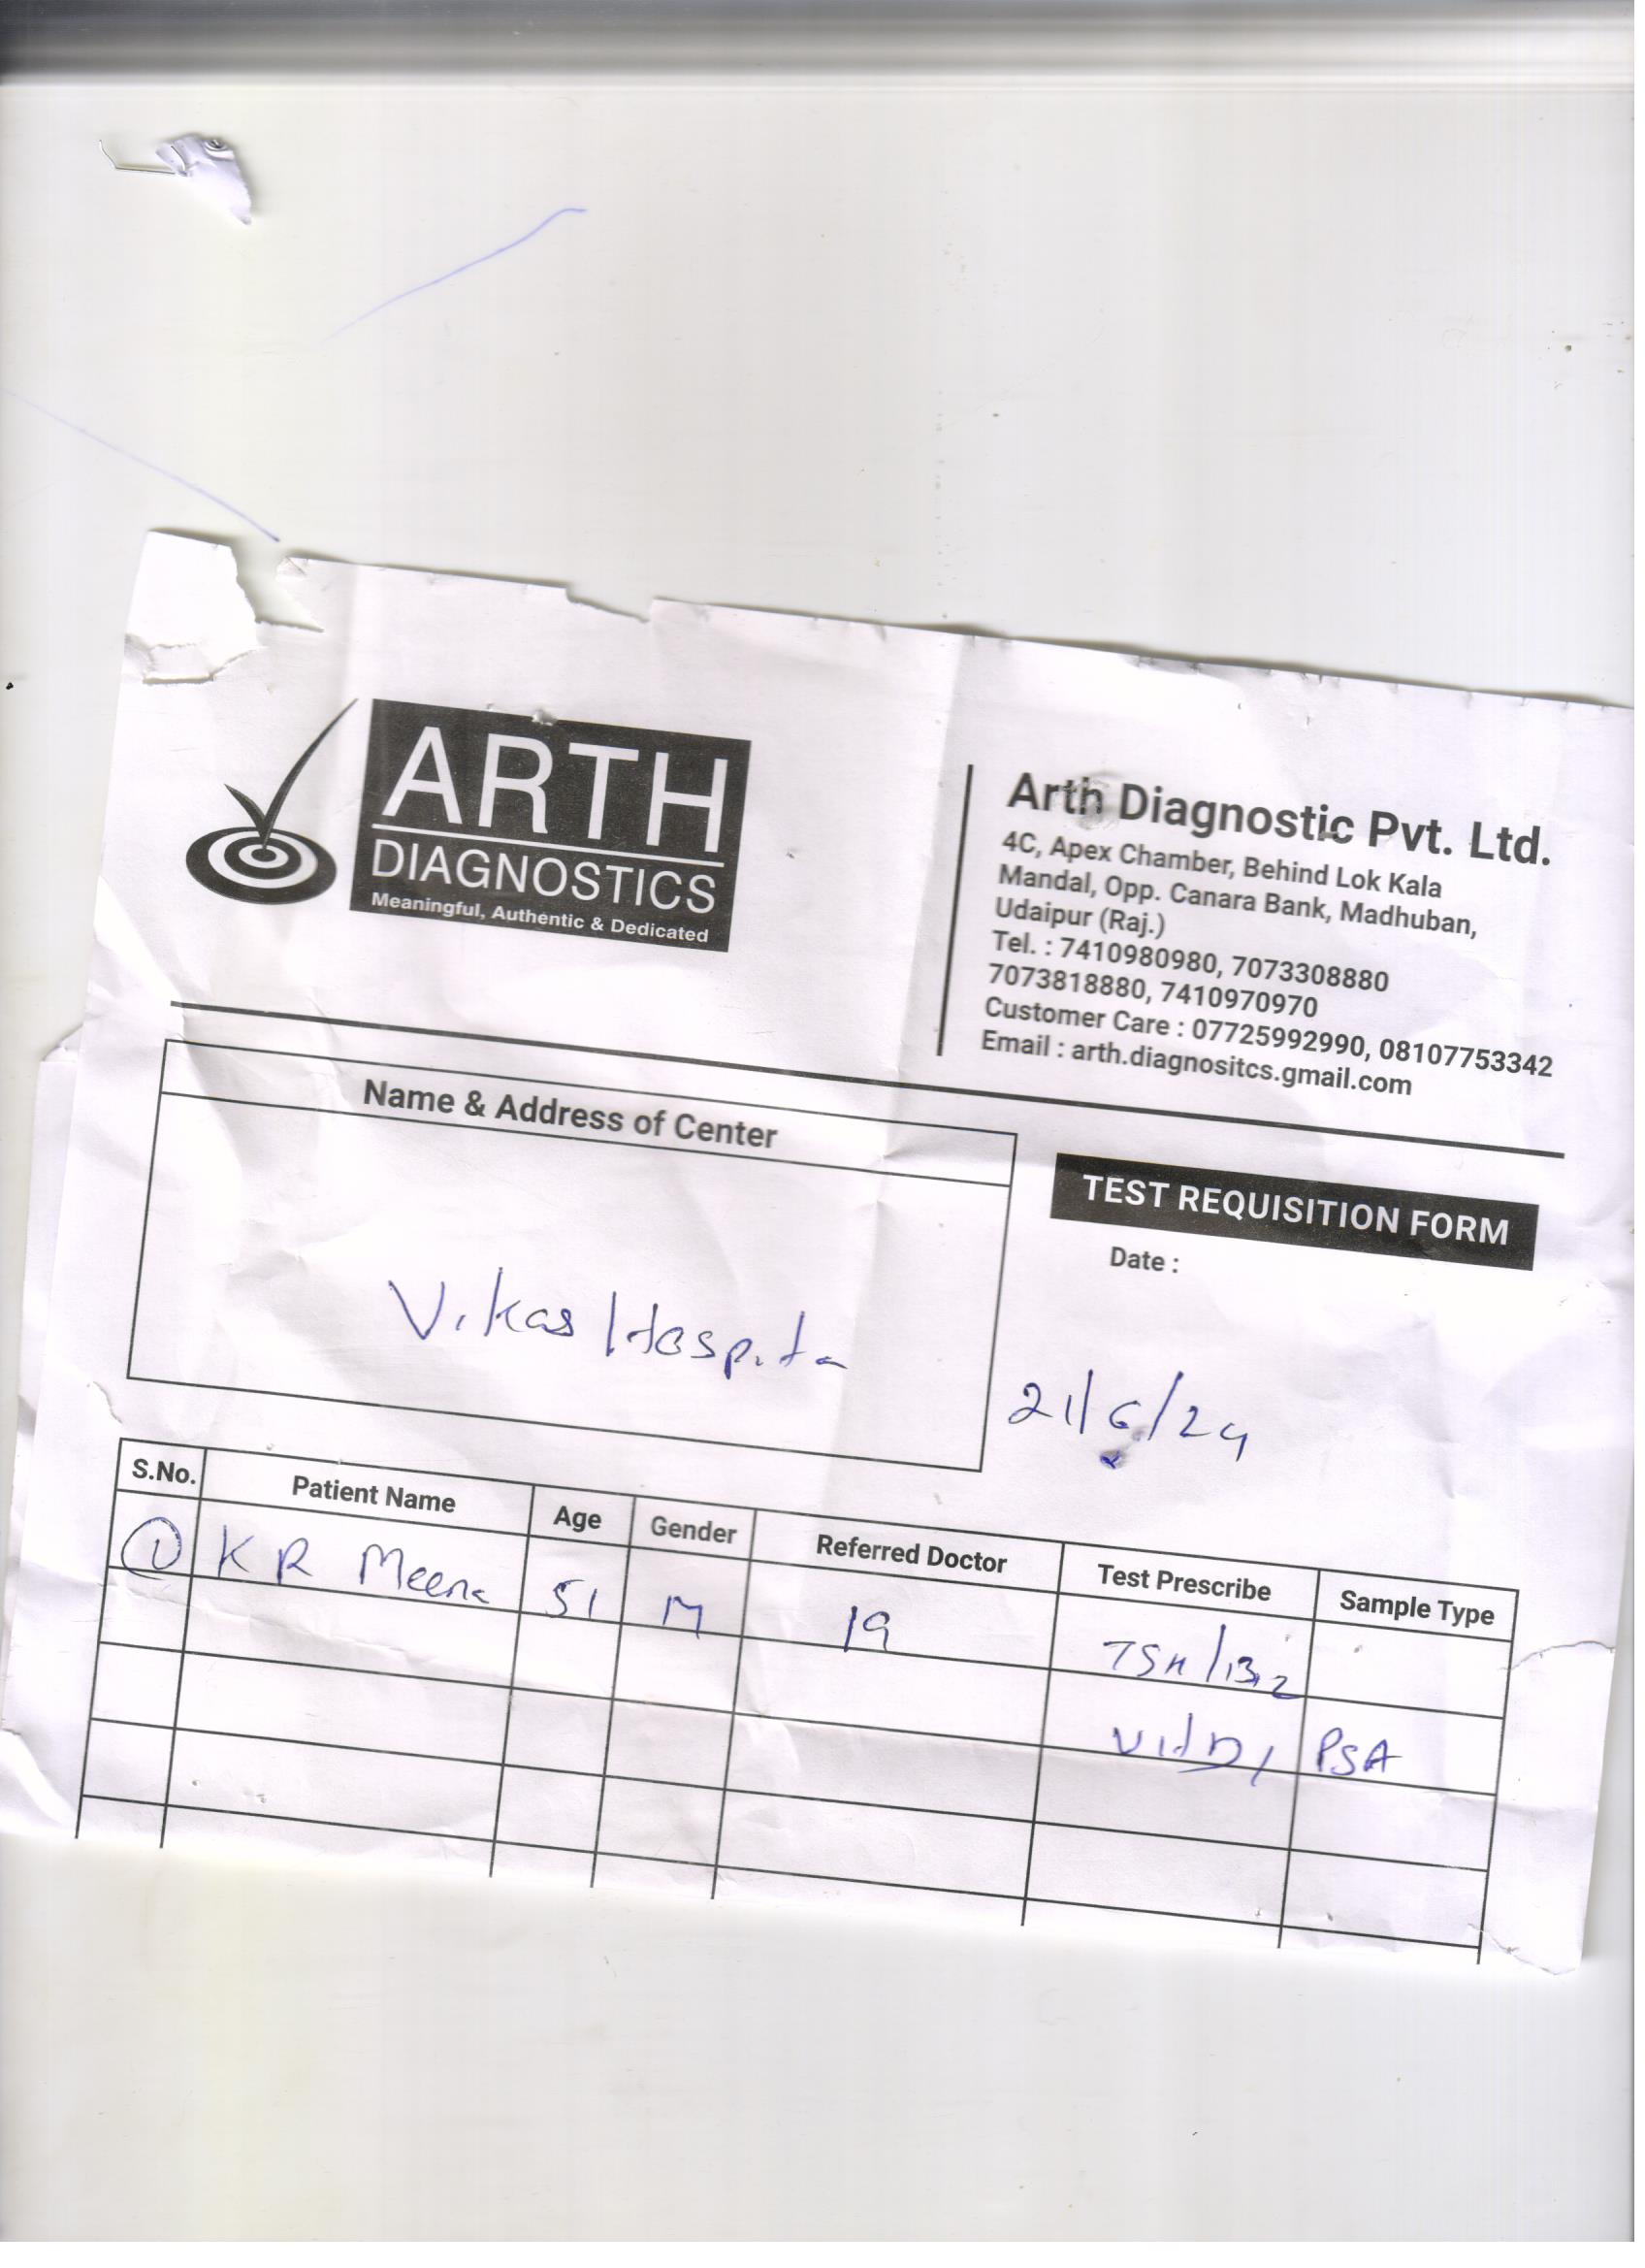 ARTH
DIAGNOSTICS
Meaningful, Authentic & Dedicated
Arth Diagnostic Pvt. Ltd.
4C, Apex Chamber, Behind Lok Kala
Mandal, Opp. Canara Bank, Madhuban,
Udaipur (Raj.)
Tel. : 7410980980, 7073308880
7073818880, 7410970970
Customer Care : 07725992990, 08107753342
Email : arth.diagnositcs.gmail.com
Name & Address of Center
Vikas Hospita
TEST REQUISITION FORM
Date :
21/6/24
S.No. Patient Name Age Gender Referred Doctor Test Prescribe Sample Type
1 K R Meena 51 M TSH/B12
Vit D, PSA